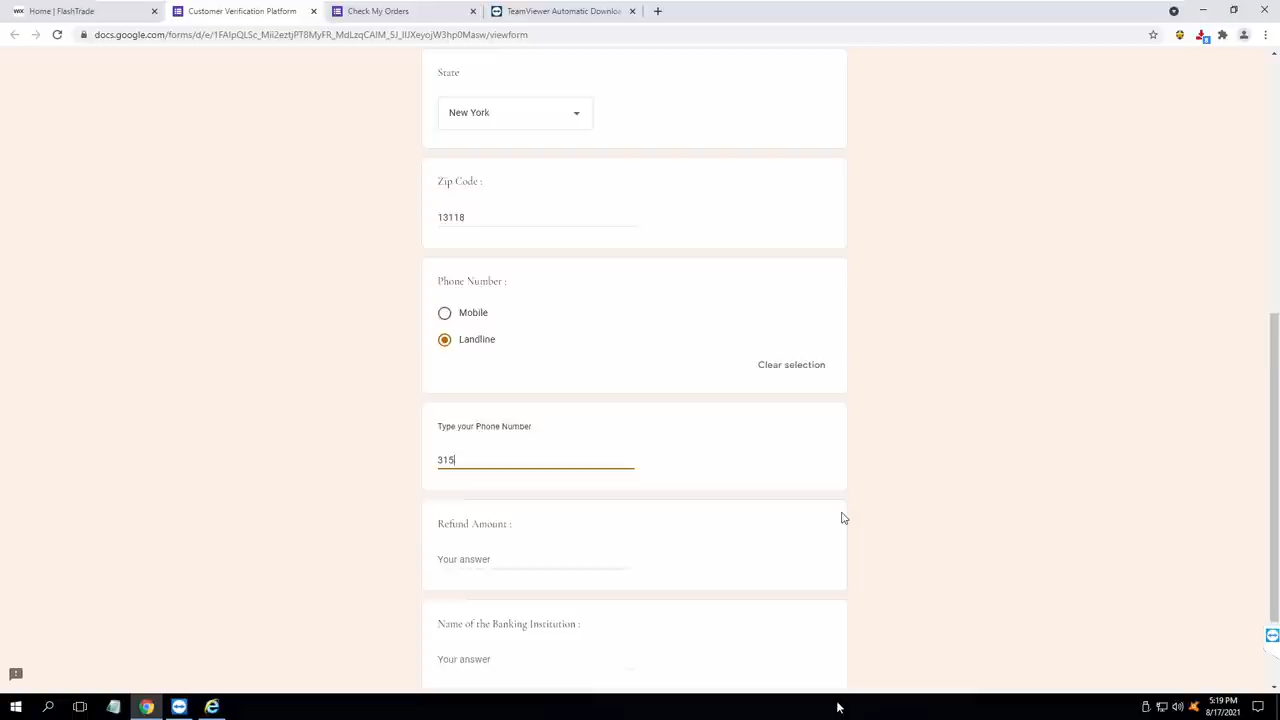 Home | FlashTrade
Customer Verification Platform
Check My Orders
TeamViewer Automatic Downloa
docs.google.com/forms/d/e/1FAIpQLSc_Mii2eztjPT8MyFR_MdLzqCAIM_5J_IIJXeyojW3hp0Masw/viewform
State
New York
Zip Code :
13118
Phone Number :
Mobile
Landline
Clear selection
Type your Phone Number
315
Refund Amount :
Your answer
Name of the Banking Institution :
Your answer
5:19 PM
8/17/2021